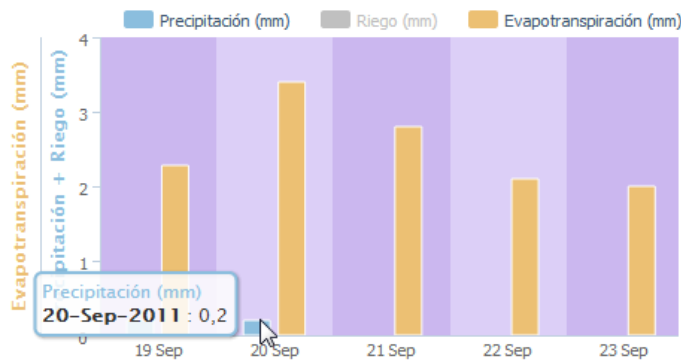 Precipitación (mm) Riego (mm) Evapotranspiración (mm)
Evapotranspiración (mm)
pitación + Riego (mm)
4
3
2
1
0
Precipitación (mm)
20-Sep-2011 : 0,2
19 Sep 20 Sep 21 Sep 22 Sep 23 Sep